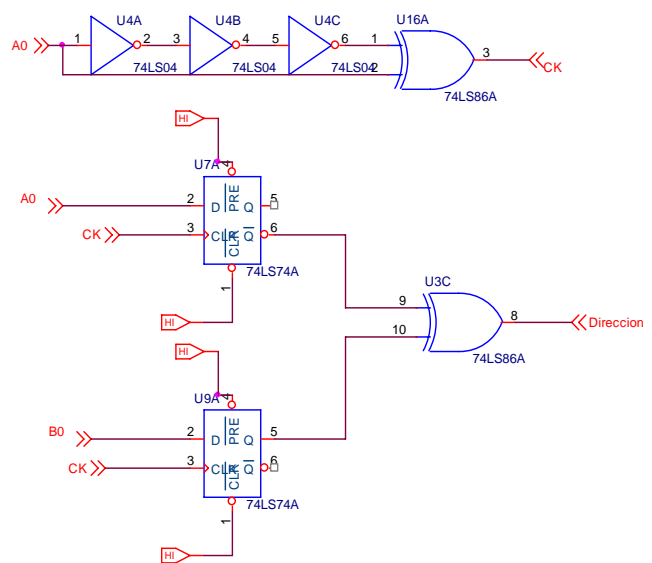 U4A U4B U4C U16A
A0 1 2 3 4 5 6 1 3 CK
2
74LS04 74LS04 74LS04 74LS86A
HI
U7A 4
A0 2 D PRE Q 5
CK 3 CLK CLR Q 6
74LS74A
1
HI
U3C
9 8 Direccion
10
74LS86A
HI
U9A 4
B0 2 D PRE Q 5
CK 3 CLK CLR Q 6
74LS74A
1
HI